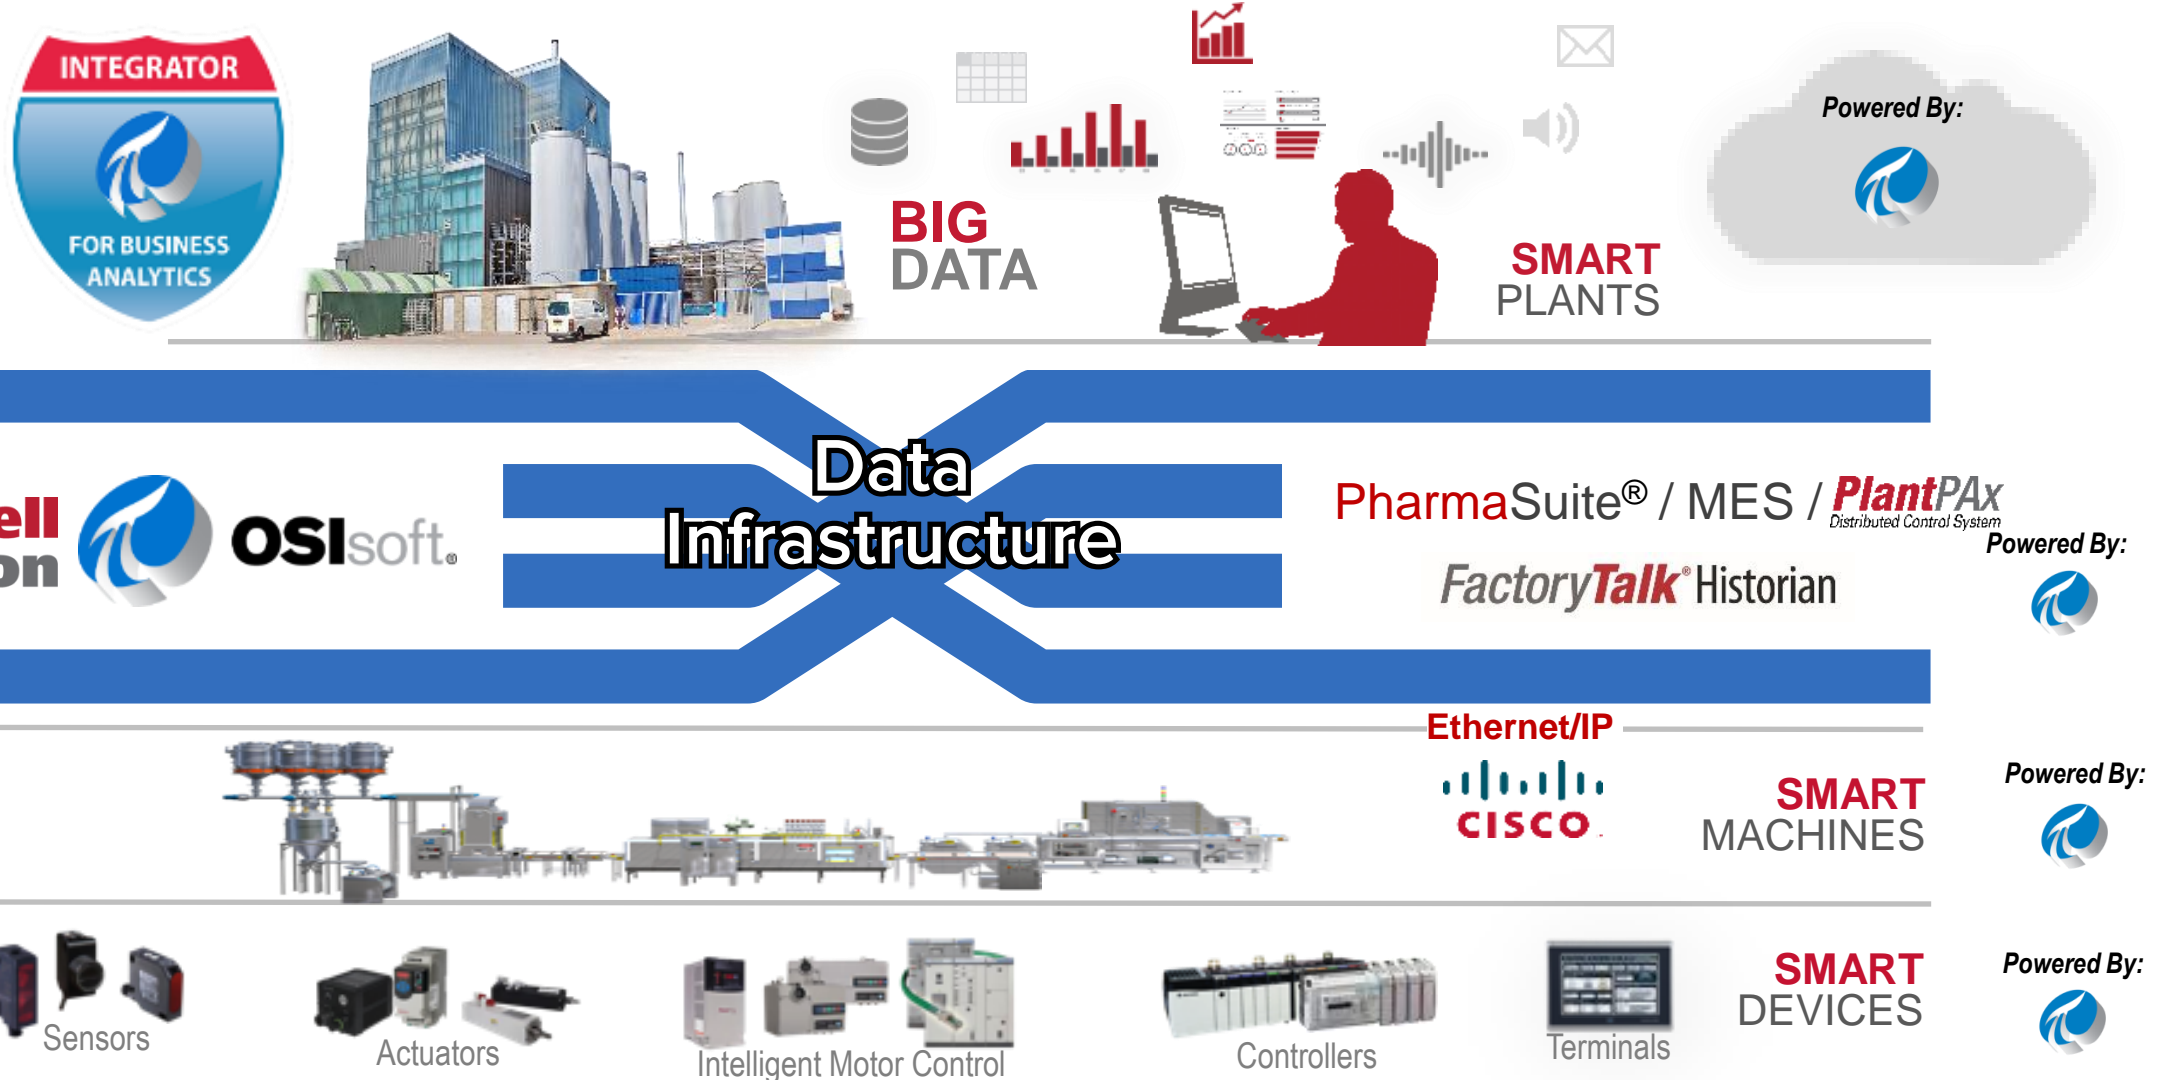 INTEGRATOR
FOR BUSINESS
ANALYTICS
BIG
DATA
SMART
PLANTS
Powered By:
ell
on
OSIsoft®
Data
Infrastructure
PharmaSuite® / MES / PlantPAx
Distributed Control System
Powered By:
FactoryTalk® Historian
Ethernet/IP
CISCO
SMART
MACHINES
Powered By:
SMART
DEVICES
Powered By:
Sensors
Actuators
Intelligent Motor Control
Controllers
Terminals